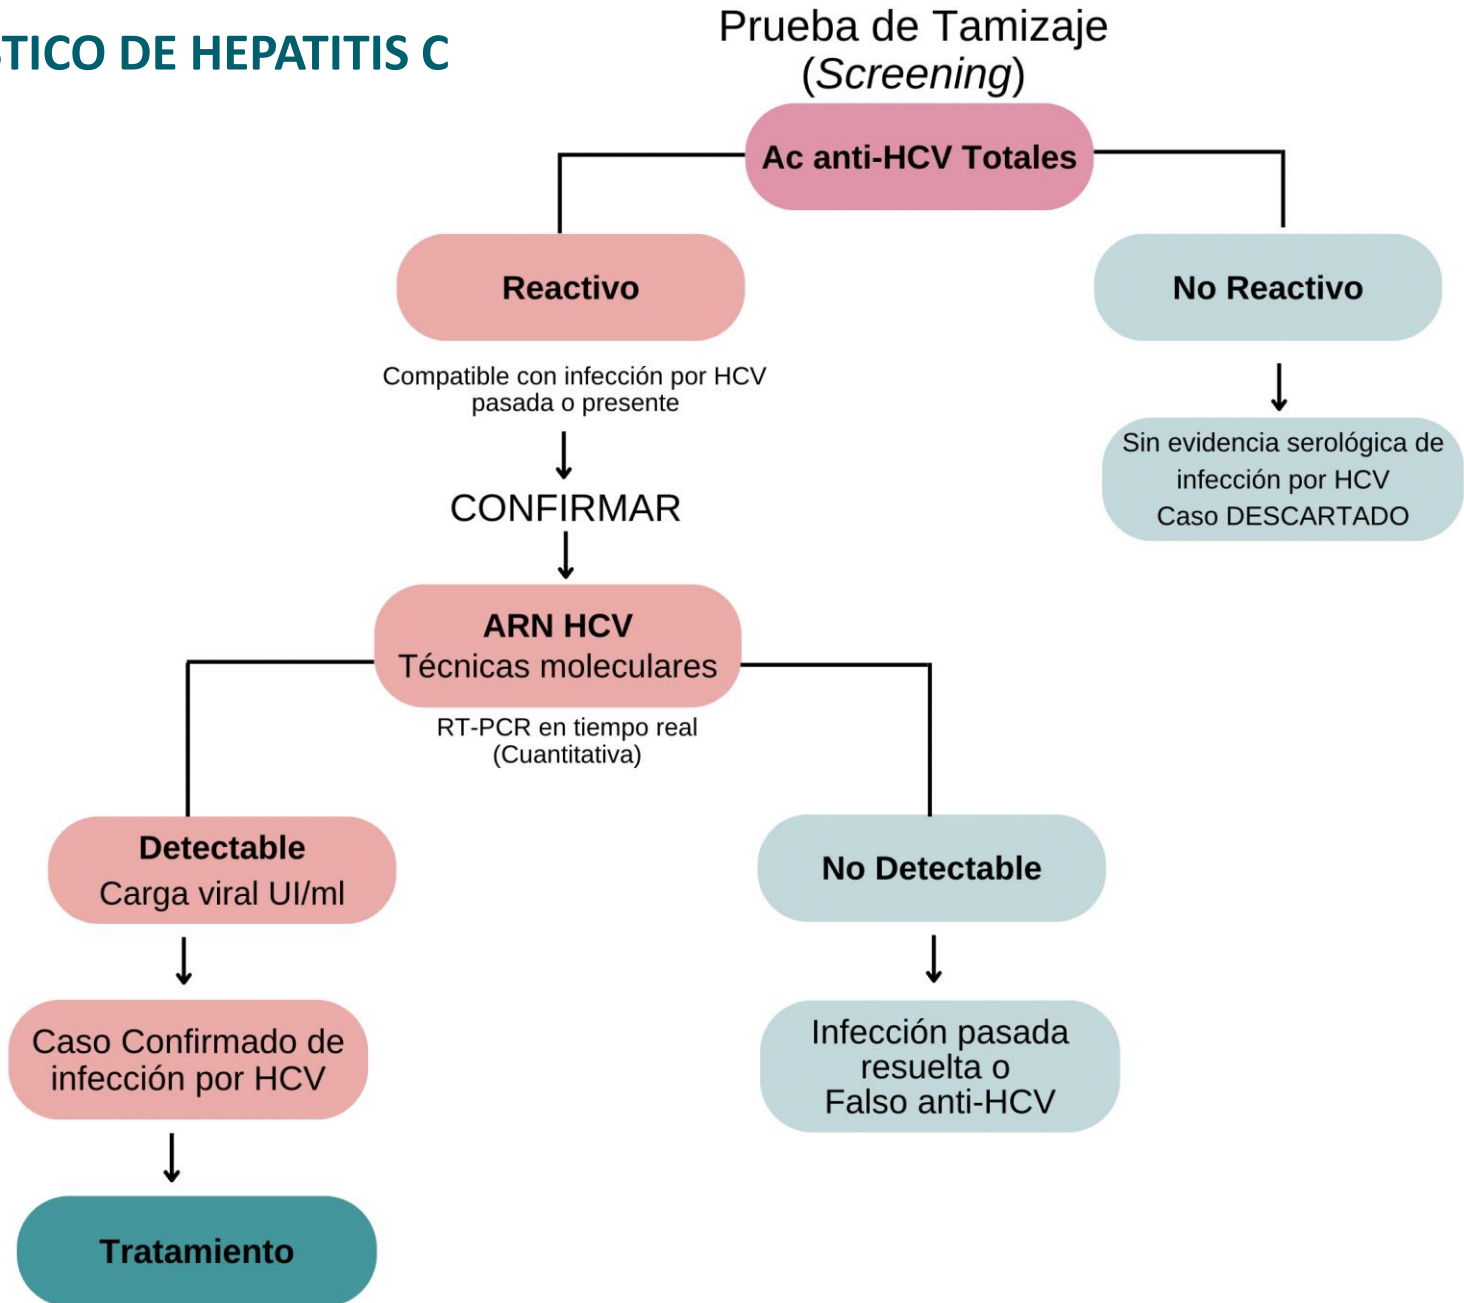 STICO DE HEPATITIS C
Prueba de Tamizaje
(Screening)
Ac anti-HCV Totales
Reactivo
No Reactivo
Compatible con infección por HCV
pasada o presente
Sin evidencia serológica de
infección por HCV
Caso DESCARTADO
CONFIRMAR
ARN HCV
Técnicas moleculares
RT-PCR en tiempo real
(Cuantitativa)
Detectable
Carga viral UI/ml
No Detectable
Caso Confirmado de
infección por HCV
Infección pasada
resuelta o
Falso anti-HCV
Tratamiento